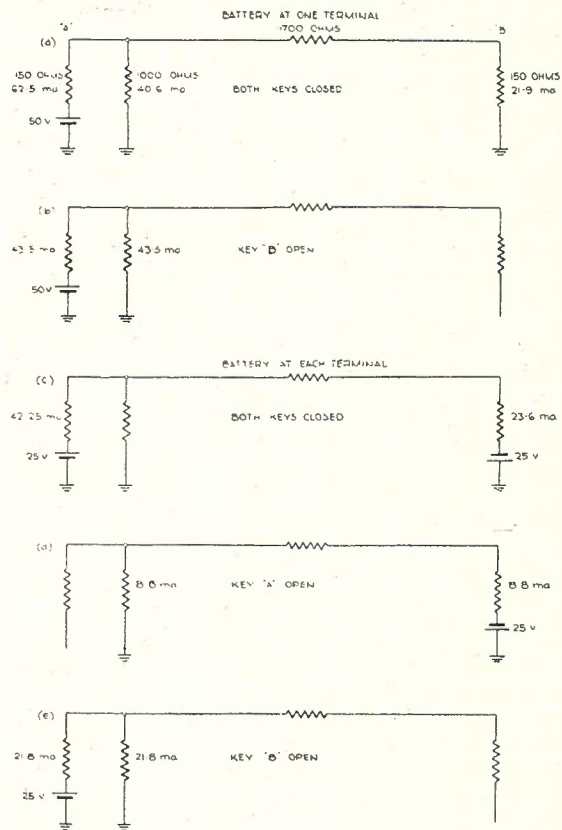 BATTERY AT ONE TERMINAL
"A" 1700 OHMS B
(a)
150 OHMS 1000 OHMS 150 OHMS
62.5 ma 40.6 ma BOTH KEYS CLOSED 21.9 ma
50 V
(b)
43.5 ma 43.5 ma KEY "B" OPEN
50V
BATTERY AT EACH TERMINAL
(c)
42.25 ma BOTH KEYS CLOSED 23.6 ma
25 V 25 V
(d)
8.8 ma KEY "A" OPEN 8.8 ma
25 V
(e)
21.8 ma 21.8 ma KEY "B" OPEN
25 V